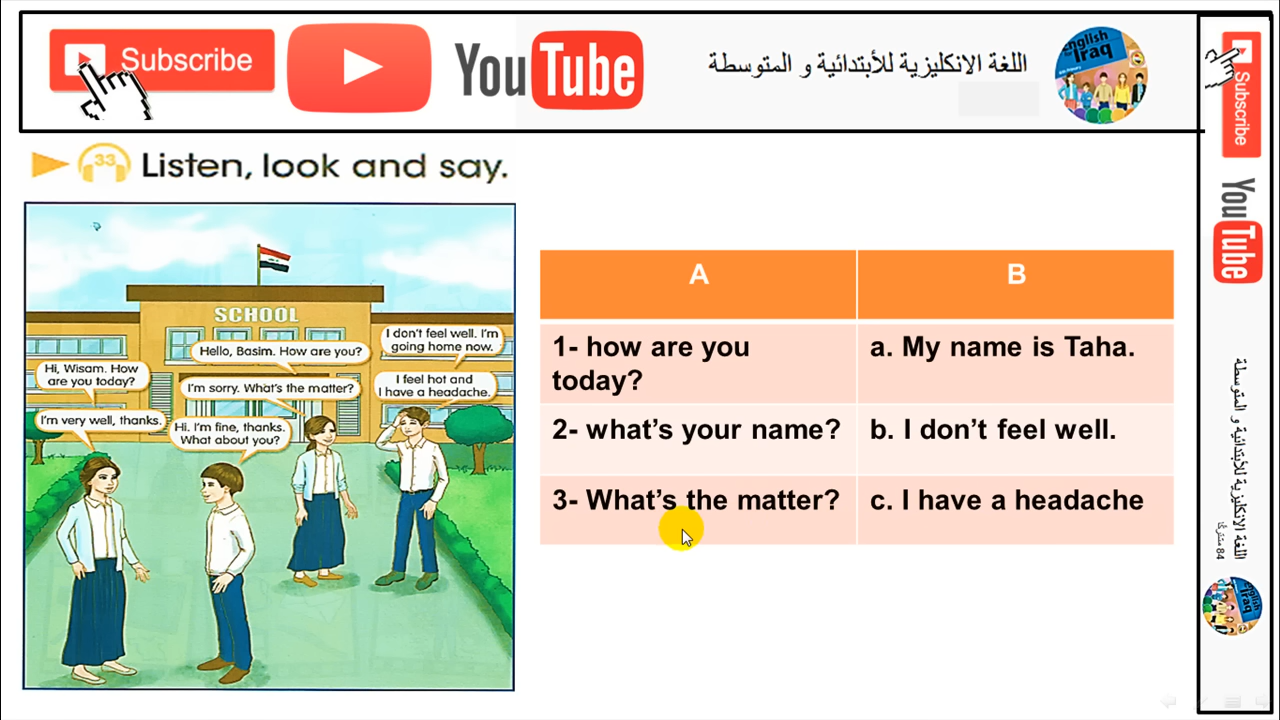 Subscribe
YouTube
اللغة الانكليزية للأبتدائية و المتوسطة
English
Iraq
33
Listen, look and say.
SCHOOL
I don't feel well. I'm
going home now.
Hello, Basim. How are you?
Hi, Wisam. How
are you today?
I'm sorry. What's the matter?
I feel hot and
I have a headache.
I'm very well, thanks.
Hi. I'm fine, thanks.
What about you?
A
B
1- how are you
today?
a. My name is Taha.
2- what's your name?
b. I don't feel well.
3- What's the matter?
c. I have a headache
Subscribe
YouTube
اللغة الانكليزية للأبتدائية و المتوسطة
84 مشتركًا
English
Iraq